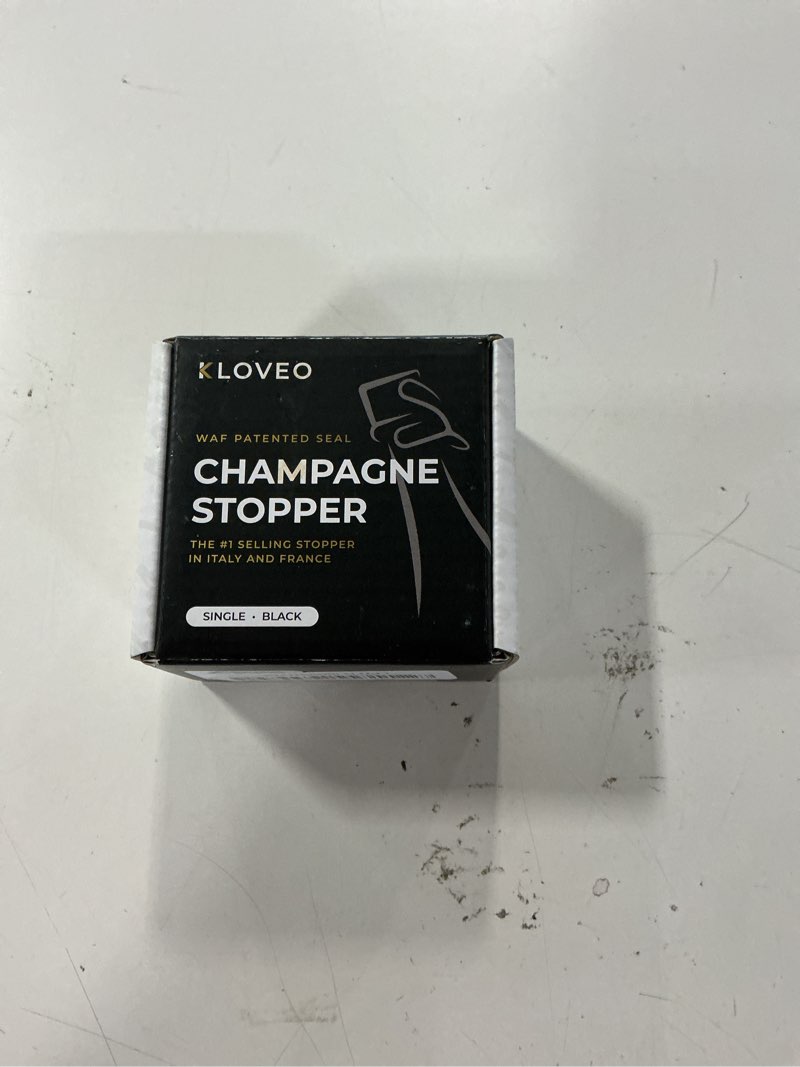 KLOVEO
WAF PATENTED SEAL
CHAMPAGNE
STOPPER
THE #1 SELLING STOPPER
IN ITALY AND FRANCE
SINGLE • BLACK